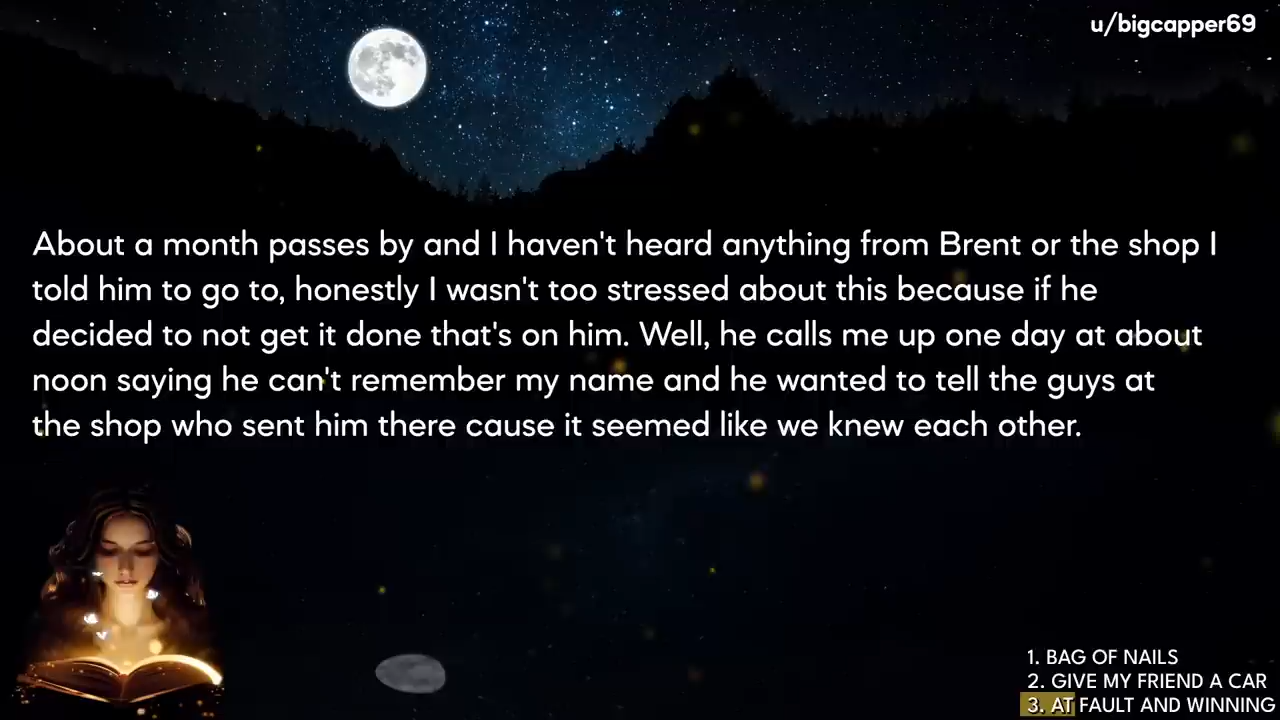 u/bigcapper69
About a month passes by and I haven't heard anything from Brent or the shop I
told him to go to, honestly I wasn't too stressed about this because if he
decided to not get it done that's on him. Well, he calls me up one day at about
noon saying he can't remember my name and he wanted to tell the guys at
the shop who sent him there cause it seemed like we knew each other.
1. BAG OF NAILS
2. GIVE MY FRIEND A CAR
3. AT FAULT AND WINNING